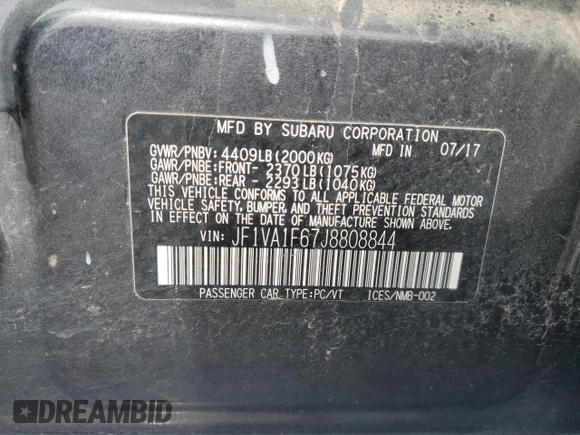 MFD BY SUBARU CORPORATION
GVWR/PNBV: 4409LB(2000KG) MFD IN 07/17
GAWR/PNBE:FRONT- 2370LB(1075KG)
GAWR/PNBE:REAR - 2293LB(1040KG)
THIS VEHICLE CONFORMS TO ALL APPLICABLE FEDERAL MOTOR
VEHICLE SAFETY, BUMPER, AND THEFT PREVENTION STANDARDS
IN EFFECT ON THE DATE OF MANUFACTURE SHOWN ABOVE.
VIN: JF1VA1F67J8808844
PASSENGER CAR TYPE:PC/VT ICES/NMB-002
DREAMBID